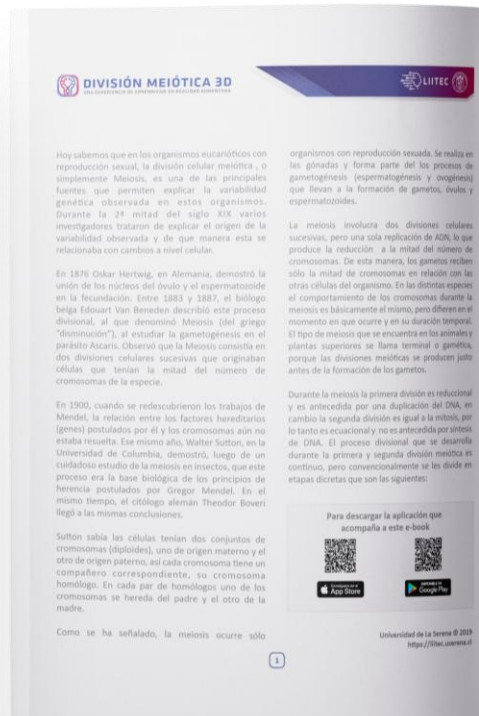 DIVISIÓN MEIÓTICA 3D
UNA EXPERIENCIA DE APRENDIZAJE EN REALIDAD AUMENTADA
LIITEC
Hoy sabemos que en los organismos eucarióticos con
reproducción sexual, la división celular meiótica , o
simplemente Meiosis, es una de las principales
fuentes que permiten explicar la variabilidad
genética observada en estos organismos.
Durante la 2ª mitad del siglo XIX varios
investigadores trataron de explicar el origen de la
variabilidad observada y de que manera esta se
relacionaba con cambios a nivel celular.
En 1876 Oskar Hertwig, en Alemania, demostró la
unión de los núcleos del óvulo y el espermatozoide
en la fecundación. Entre 1883 y 1887, el biólogo
belga Edouart Van Beneden describió este proceso
divisional, al que denominó Meiosis (del griego
"disminución"), al estudiar la gametogénesis en el
parásito Ascaris. Observó que la Meiosis consistía en
dos divisiones celulares sucesivas que originaban
células que tenían la mitad del número de
cromosomas de la especie.
En 1900, cuando se redescubrieron los trabajos de
Mendel, la relación entre los factores hereditarios
(genes) postulados por él y los cromosomas aún no
estaba resuelta. Ese mismo año, Walter Sutton, en la
Universidad de Columbia, demostró, luego de un
cuidadoso estudio de la meiosis en insectos, que este
proceso era la base biológica de los principios de
herencia postulados por Gregor Mendel. En el
mismo tiempo, el citólogo alemán Theodor Boveri
llegó a las mismas conclusiones.
Sutton sabía las células tenían dos conjuntos de
cromosomas (diploides), uno de origen materno y el
otro de origen paterno, así cada cromosoma tiene un
compañero correspondiente, su cromosoma
homólogo. En cada par de homólogos uno de los
cromosomas se hereda del padre y el otro de la
madre.
Como se ha señalado, la meiosis ocurre sólo
organismos con reproducción sexuada. Se realiza en
las gónadas y forma parte del los procesos de
gametogénesis (espermatogénesis y ovogénesis)
que llevan a la formación de gametos, óvulos y
espermatozoides.
La meiosis involucra dos divisiones celulares
sucesivas, pero una sola replicación de ADN, lo que
produce la reducción a la mitad del número de
cromosomas. De esta manera, los gametos reciben
sólo la mitad de cromosomas en relación con las
otras células del organismo. En las distintas especies
el comportamiento de los cromosomas durante la
meiosis es básicamente el mismo, pero difieren en el
momento en que ocurre y en su duración temporal.
El tipo de meiosis que se encuentra en los animales y
plantas superiores se llama terminal o gamética,
porque las divisiones meióticas se producen justo
antes de la formación de los gametos.
Durante la meiosis la primera división es reduccional
y es antecedida por una duplicación del DNA, en
cambio la segunda división es igual a la mitosis, por
lo tanto es ecuacional y no es antecedida por síntesis
de DNA. El proceso divisional que se desarrolla
durante la primera y segunda división meiótica es
continuo, pero convencionalmente se les divide en
etapas dicretas que son las siguientes:
Para descargar la aplicación que
acompaña a este e-book
App Store
Google Play
Universidad de La Serena © 2019
https://liitec.userena.cl
1